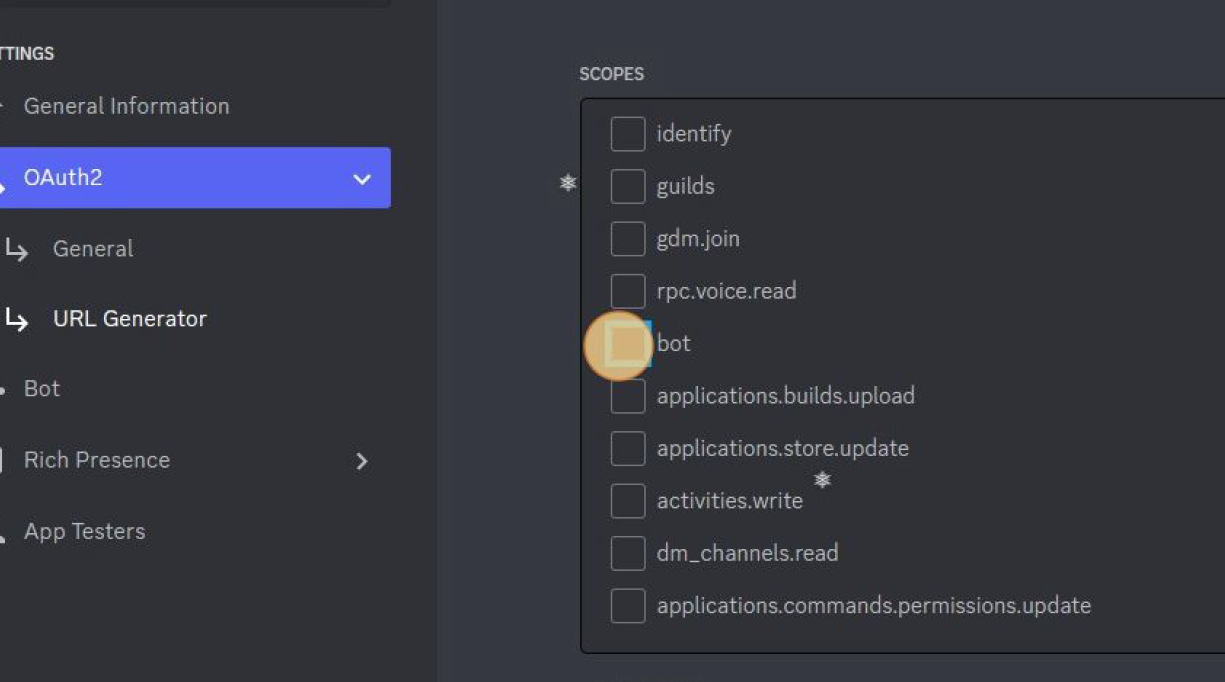 TTINGS
General Information
OAuth2
General
URL Generator
Bot
Rich Presence
App Testers
SCOPES
identify
guilds
gdm.join
rpc.voice.read
bot
applications.builds.upload
applications.store.update
activities.write
dm_channels.read
applications.commands.permissions.update